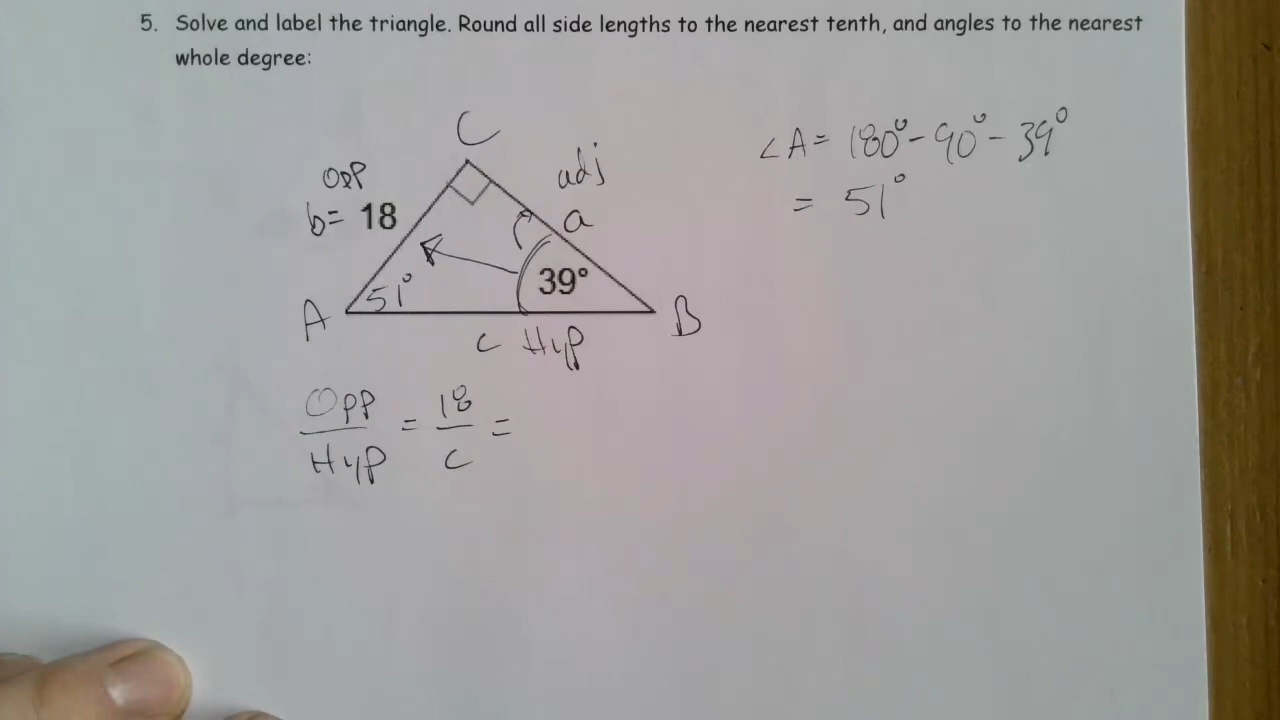 5. Solve and label the triangle. Round all side lengths to the nearest tenth, and angles to the nearest
whole degree:
C
∠A = 180° - 90° - 39°
= 51°
opp
adj
b = 18
a
39°
51°
A
B
c Hyp
Opp/Hyp = 18/c =